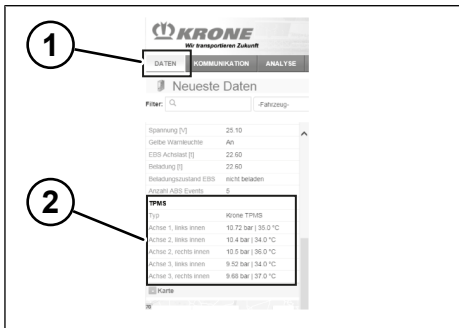 1
KRONE
Wir transportieren Zukunft
DATEN KOMMUNIKATION ANALYSE
Neueste Daten
Filter: -Fahrzeug-
Spannung [V] 25.10
Gelbe Warnleuchte An
EBS Achslast [t] 22.60
Beladung [t] 22.60
Beladungszustand EBS nicht beladen
Anzahl ABS Events 5
2
TPMS
Typ Krone TPMS
Achse 1, links innen 10.72 bar | 35.0 °C
Achse 2, links innen 10.4 bar | 34.0 °C
Achse 2, rechts innen 10.5 bar | 36.0 °C
Achse 3, links innen 9.52 bar | 34.0 °C
Achse 3, rechts innen 9.68 bar | 37.0 °C
Karte